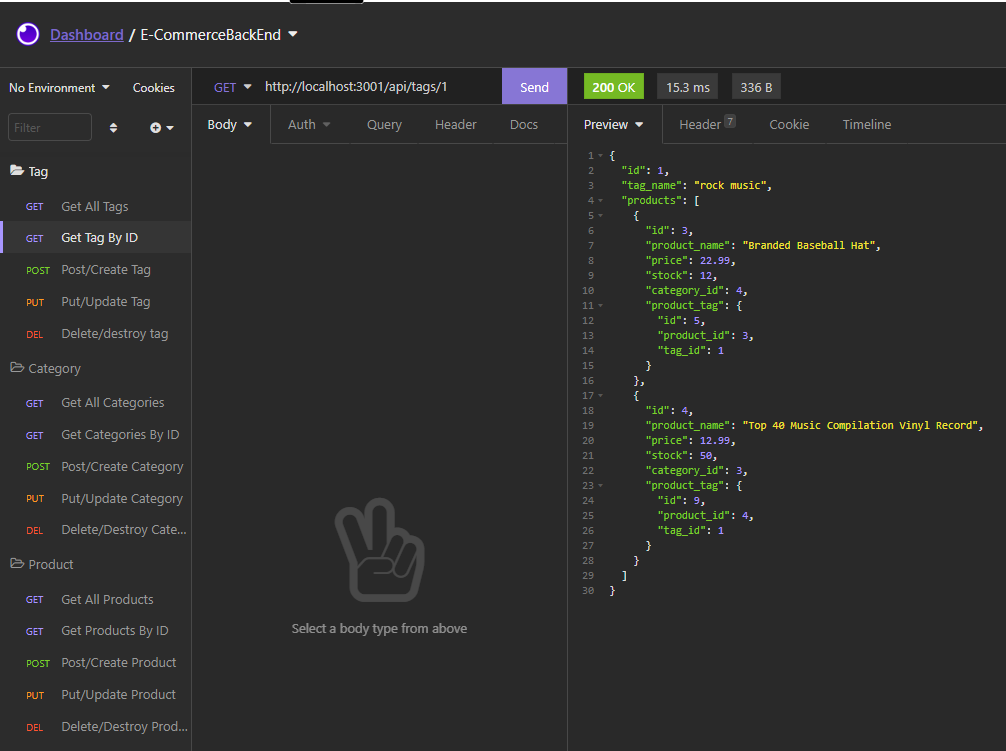 Dashboard / E-CommerceBackEnd
No Environment Cookies
Filter
Tag
GET Get All Tags
GET Get Tag By ID
POST Post/Create Tag
PUT Put/Update Tag
DEL Delete/destroy tag
Category
GET Get All Categories
GET Get Categories By ID
POST Post/Create Category
PUT Put/Update Category
DEL Delete/Destroy Cate...
Product
GET Get All Products
GET Get Products By ID
POST Post/Create Product
PUT Put/Update Product
DEL Delete/Destroy Prod...
GET http://localhost:3001/api/tags/1 Send
Body Auth Query Header Docs
Select a body type from above
200 OK 15.3 ms 336 B
Preview Header 7 Cookie Timeline
1 {
2 "id": 1,
3 "tag_name": "rock music",
4 "products": [
5 {
6 "id": 3,
7 "product_name": "Branded Baseball Hat",
8 "price": 22.99,
9 "stock": 12,
10 "category_id": 4,
11 "product_tag": {
12 "id": 5,
13 "product_id": 3,
14 "tag_id": 1
15 }
16 },
17 {
18 "id": 4,
19 "product_name": "Top 40 Music Compilation Vinyl Record",
20 "price": 12.99,
21 "stock": 50,
22 "category_id": 3,
23 "product_tag": {
24 "id": 9,
25 "product_id": 4,
26 "tag_id": 1
27 }
28 }
29 ]
30 }